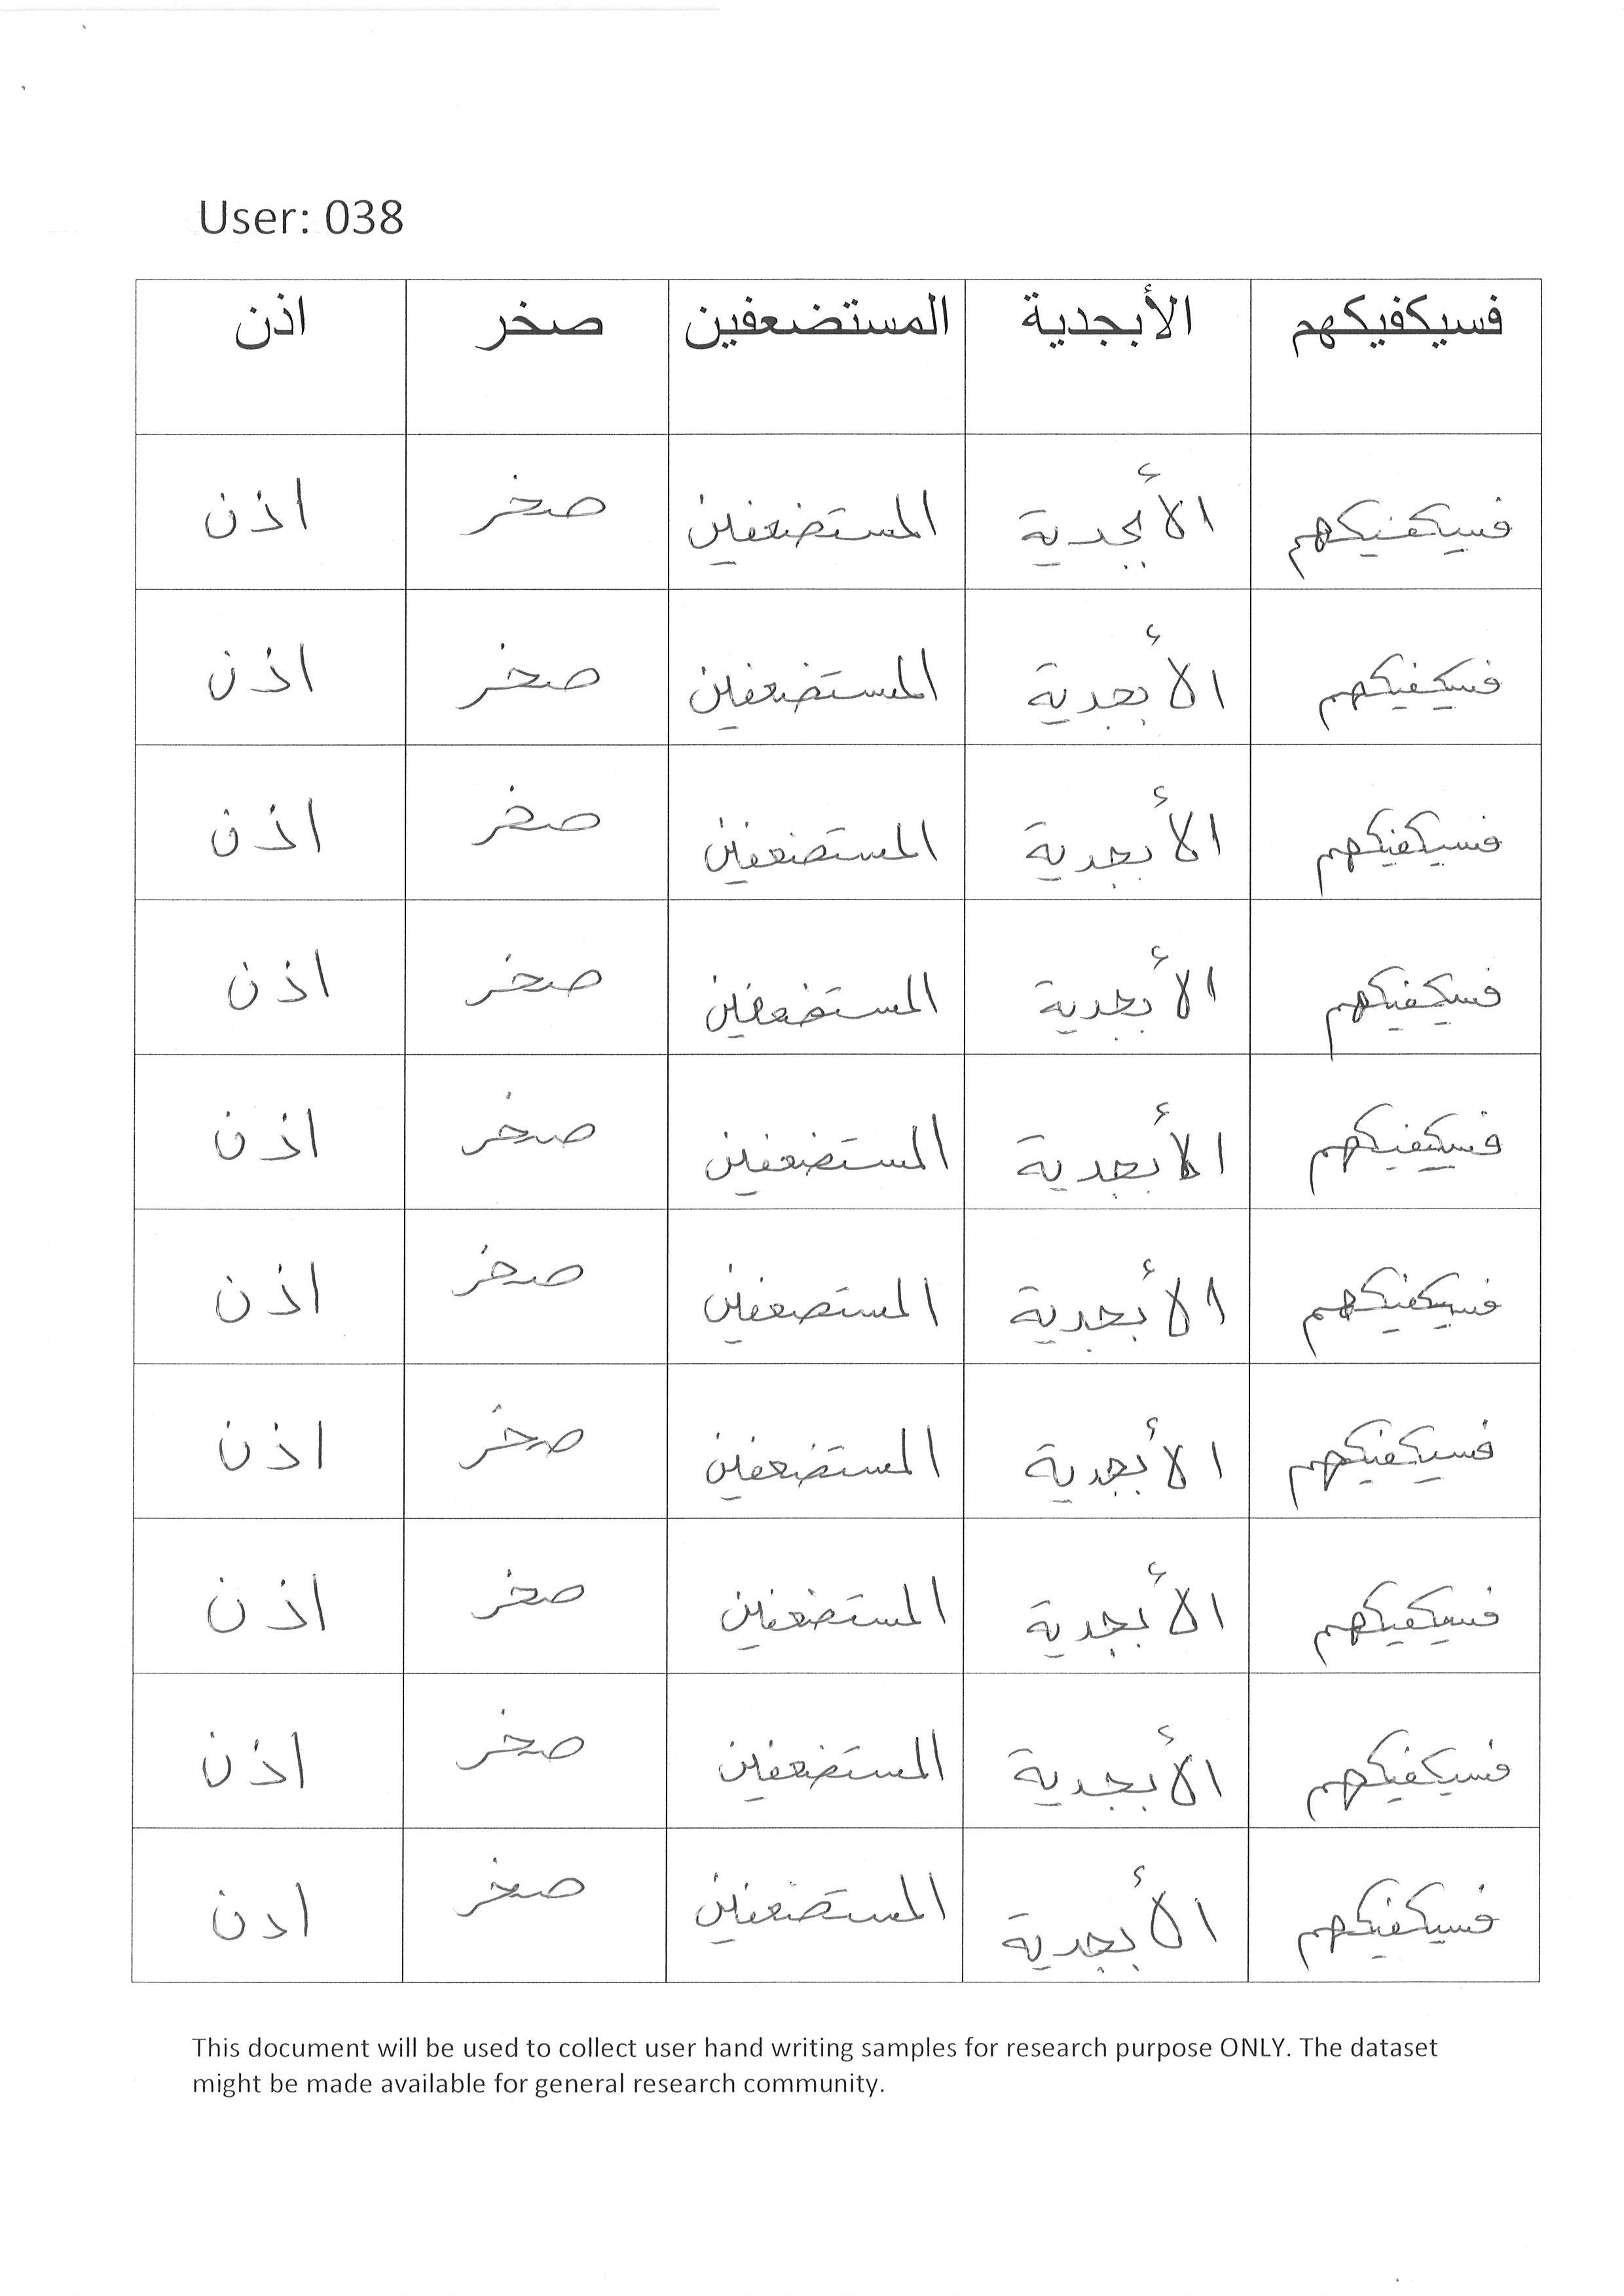 User: 038
فسيكفيكهم الأبجدية المستضعفين صخر اذن
فسيكفيكهم الأبجدية المستضعفين صخر اذن
فسيكفيكهم الأبجدية المستضعفين صخر اذن
فسيكفيكهم الأبجدية المستضعفين صخر اذن
فسيكفيكهم الأبجدية المستضعفين صخر اذن
فسيكفيكهم الأبجدية المستضعفين صخر اذن
فسيكفيكهم الأبجدية المستضعفين صخر اذن
فسيكفيكهم الأبجدية المستضعفين صخر اذن
فسيكفيكهم الأبجدية المستضعفين صخر اذن
فسيكفيكهم الأبجدية المستضعفين صخر اذن
فسيكفيكهم الأبجدية المستضعفين صخر ادن
This document will be used to collect user hand writing samples for research purpose ONLY. The dataset
might be made available for general research community.